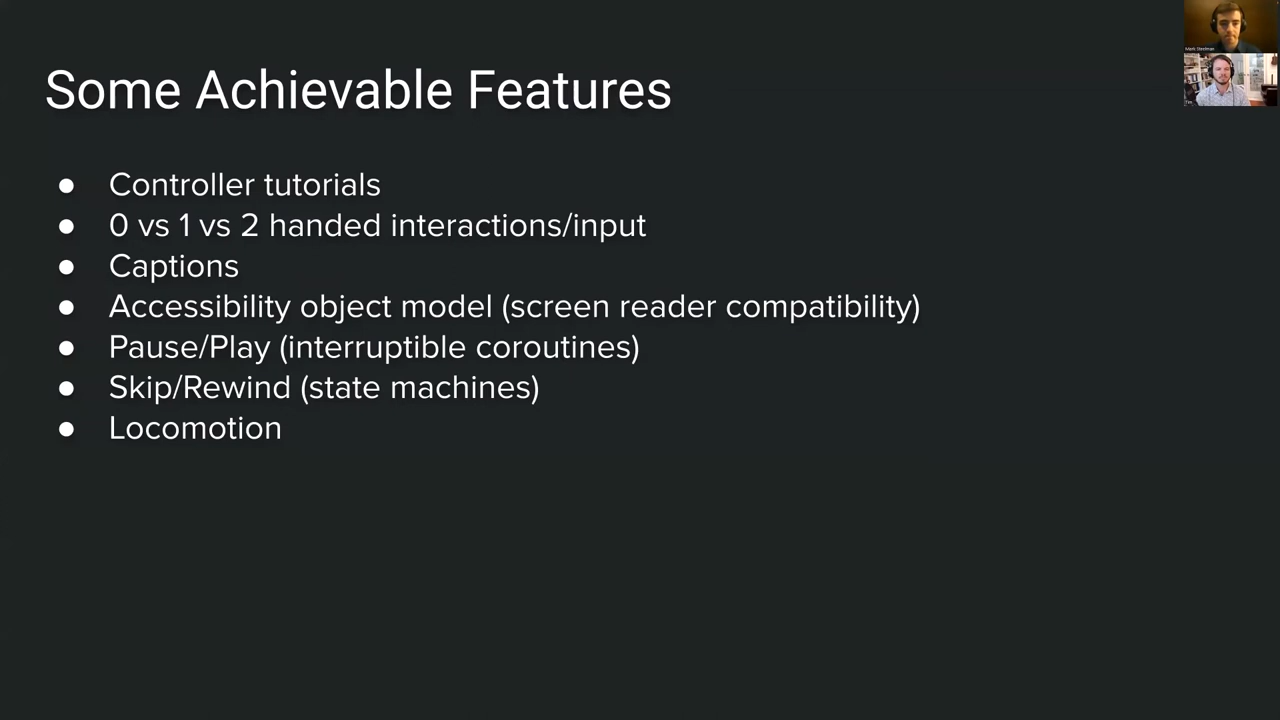 Some Achievable Features
● Controller tutorials
● 0 vs 1 vs 2 handed interactions/input
● Captions
● Accessibility object model (screen reader compatibility)
● Pause/Play (interruptible coroutines)
● Skip/Rewind (state machines)
● Locomotion